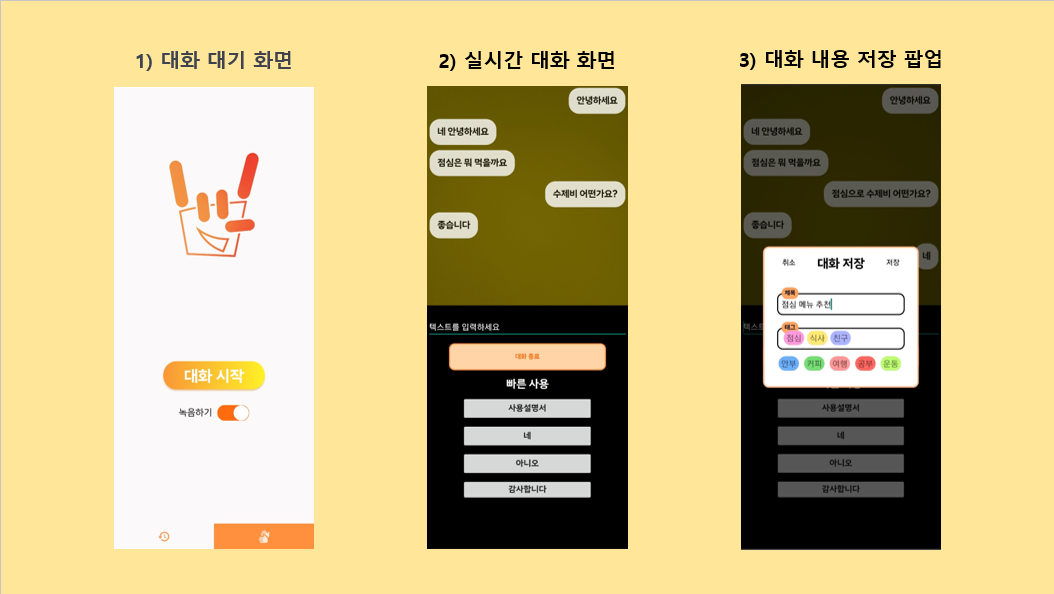 1) 대화 대기 화면
대화 시작
녹음하기
2) 실시간 대화 화면
안녕하세요
네 안녕하세요
점심은 뭐 먹을까요
수제비 어떤가요?
좋습니다
텍스트를 입력하세요
대화 종료
빠른 사용
사용설명서
네
아니오
감사합니다
3) 대화 내용 저장 팝업
안녕하세요
네 안녕하세요
점심은 뭐 먹을까요
점심으로 수제비 어떤가요?
좋습니다
네
취소 대화 저장 저장
제목
점심 메뉴 추천
태그
점심 식사 친구
안부 커피 여행 공부 운동
사용설명서
네
아니오
감사합니다